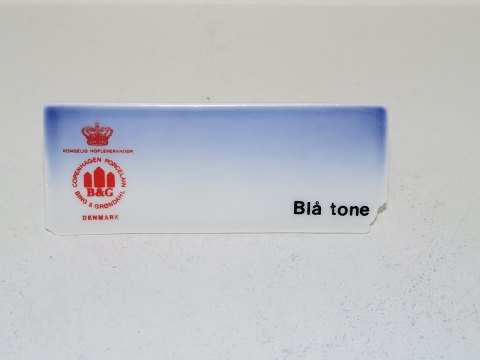 KONGELIG HOFLEVERANDØR
COPENHAGEN PORCELAIN
B&G
BING & GRØNDAHL
DENMARK
Blå tone